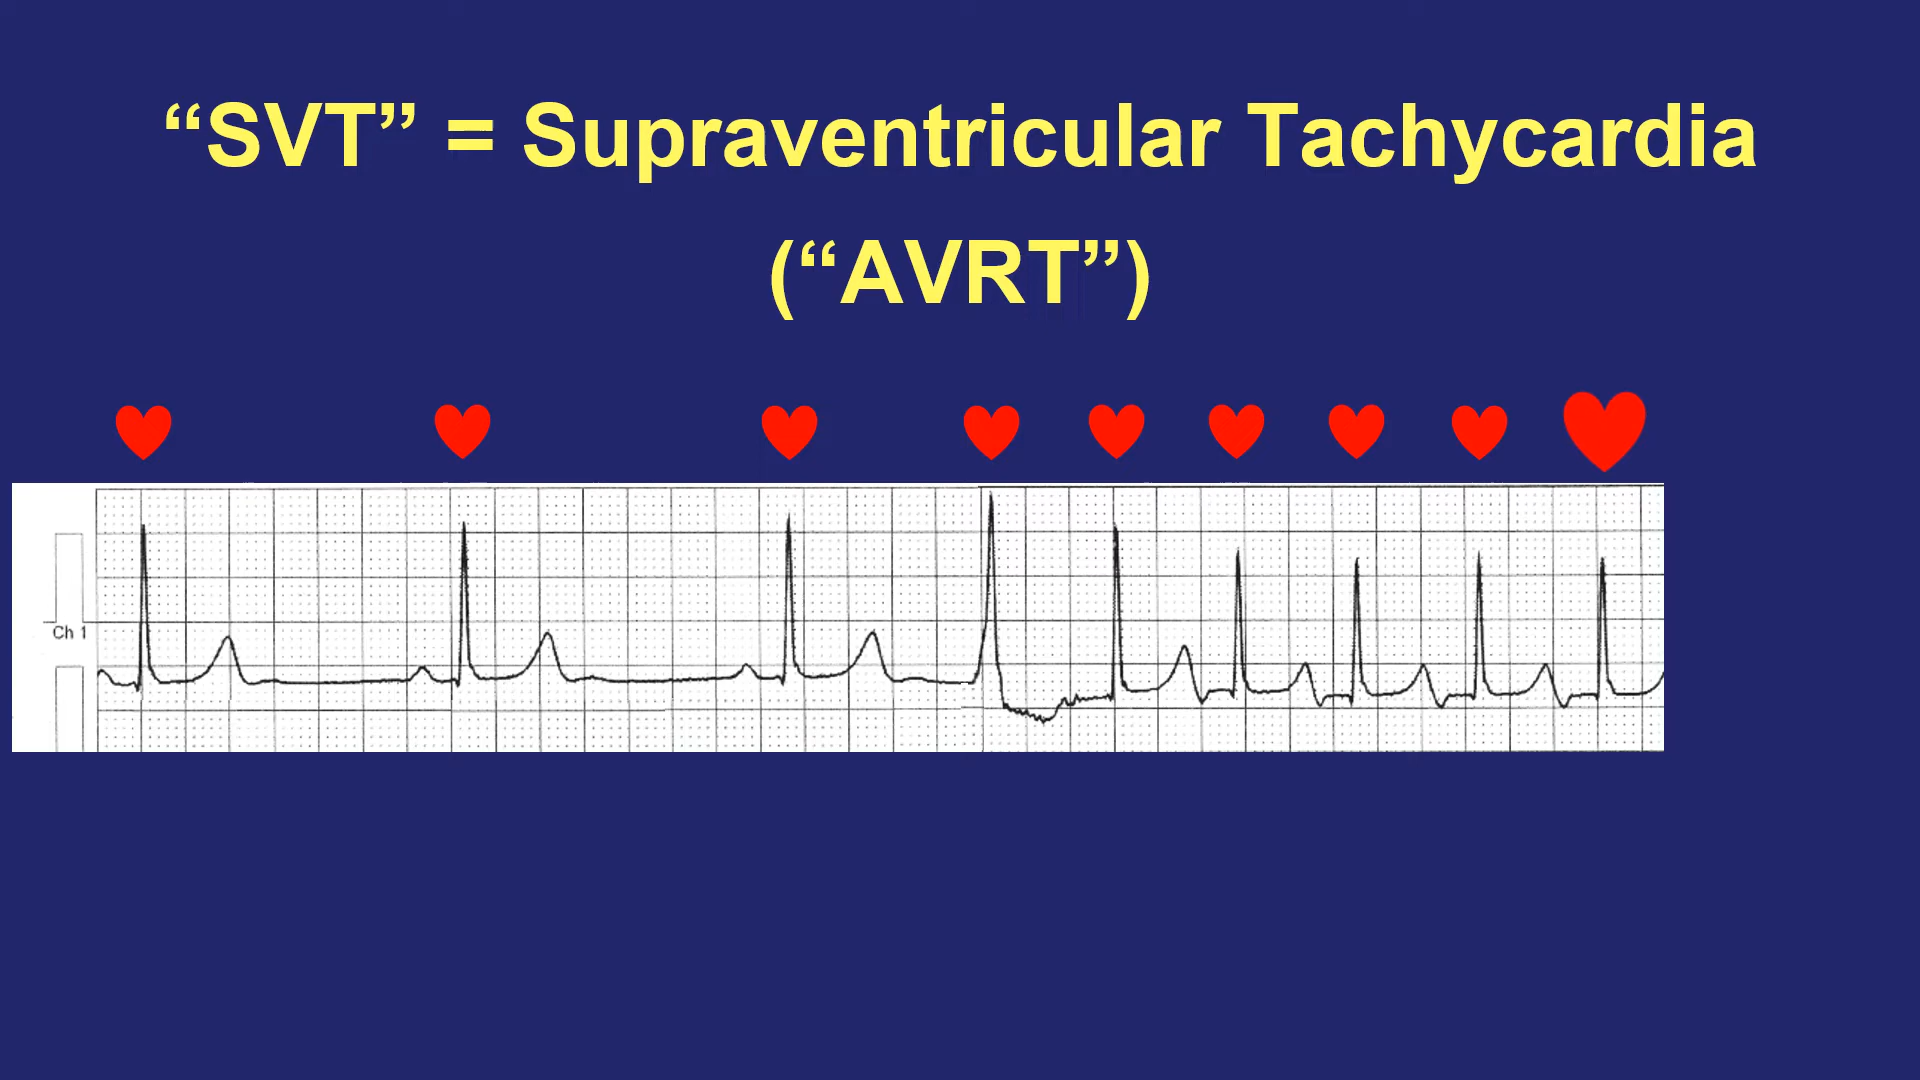 “SVT” = Supraventricular Tachycardia
(“AVRT”)
Ch 1